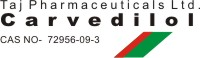 Taj Pharmaceuticals Ltd.
Carvedilol
CAS NO- 72956-09-3